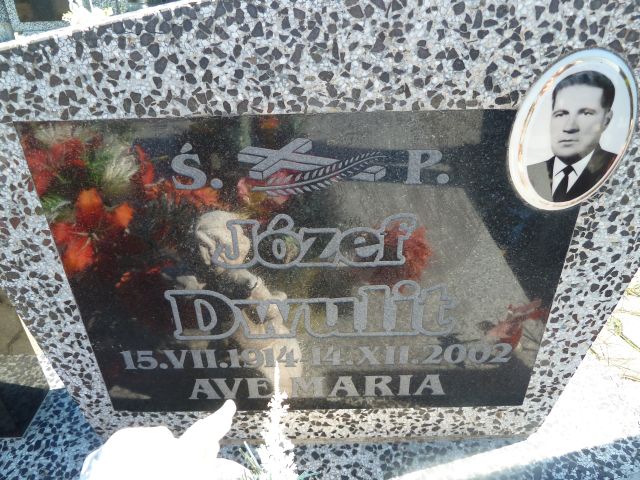 Ś. P.
Józef
Dwulit
15.VII.1914 14.XII.2002
AVE MARIA